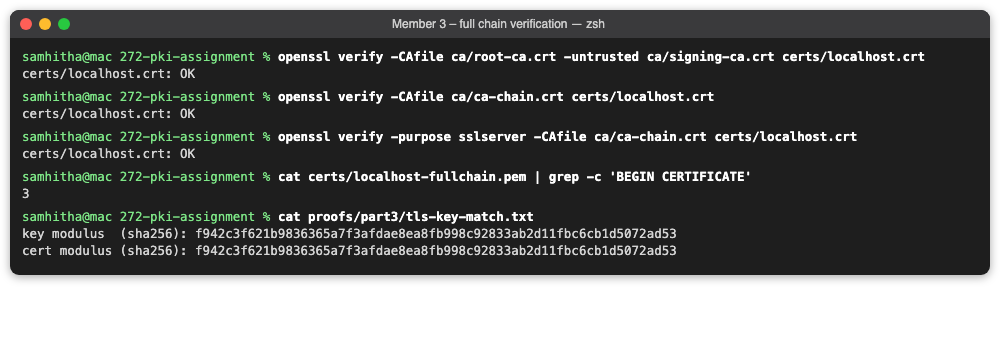 Member 3 – full chain verification — zsh
samhitha@mac 272-pki-assignment % openssl verify -CAfile ca/root-ca.crt -untrusted ca/signing-ca.crt certs/localhost.crt
certs/localhost.crt: OK
samhitha@mac 272-pki-assignment % openssl verify -CAfile ca/ca-chain.crt certs/localhost.crt
certs/localhost.crt: OK
samhitha@mac 272-pki-assignment % openssl verify -purpose sslserver -CAfile ca/ca-chain.crt certs/localhost.crt
certs/localhost.crt: OK
samhitha@mac 272-pki-assignment % cat certs/localhost-fullchain.pem | grep -c 'BEGIN CERTIFICATE'
3
samhitha@mac 272-pki-assignment % cat proofs/part3/tls-key-match.txt
key modulus  (sha256): f942c3f621b9836365a7f3afdae8ea8fb998c92833ab2d11fbc6cb1d5072ad53
cert modulus (sha256): f942c3f621b9836365a7f3afdae8ea8fb998c92833ab2d11fbc6cb1d5072ad53